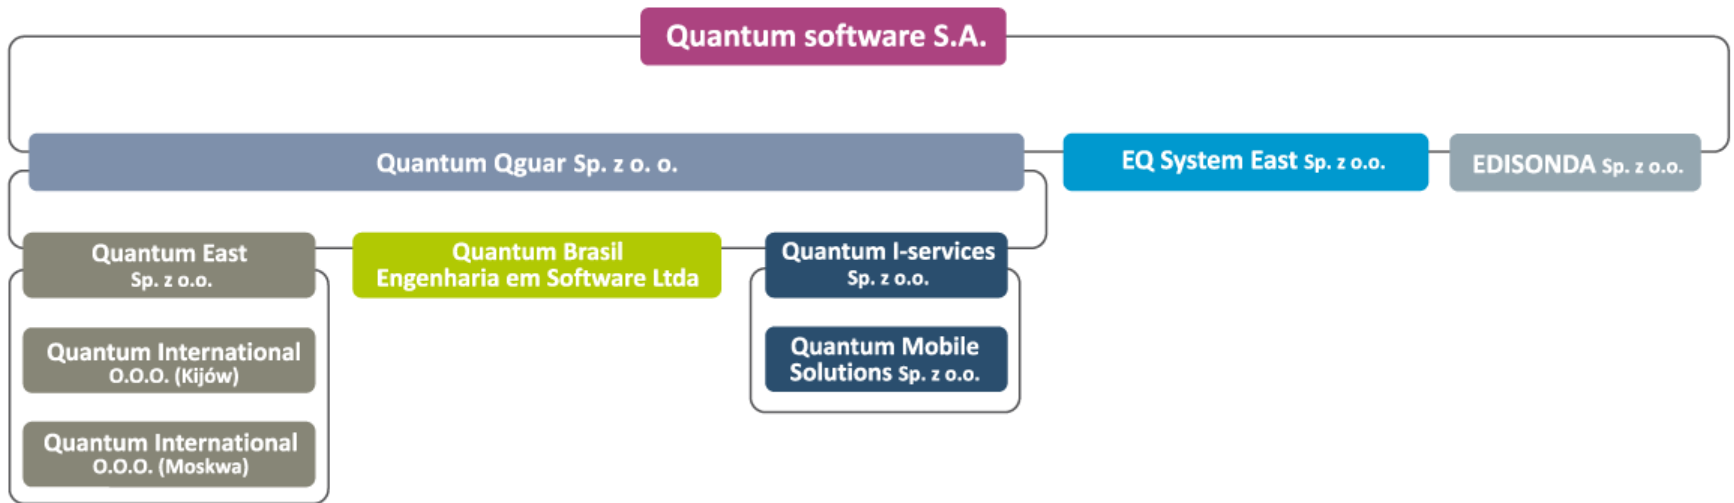 Quantum software S.A.
Quantum Qguar Sp. z o. o.
EQ System East Sp. z o.o.
EDISONDA Sp. z o.o.
Quantum East
Sp. z o.o.
Quantum Brasil
Engenharia em Software Ltda
Quantum I-services
Sp. z o.o.
Quantum International
O.O.O. (Kijów)
Quantum Mobile
Solutions Sp. z o.o.
Quantum International
O.O.O. (Moskwa)